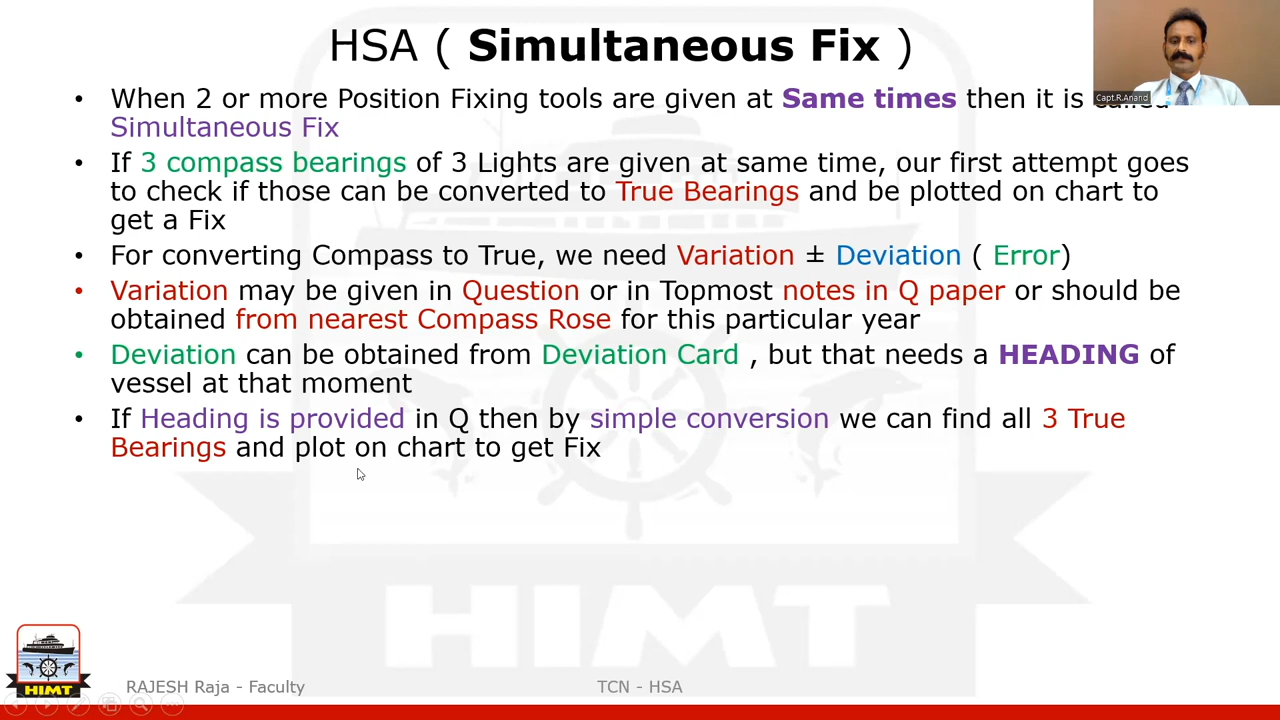 HSA ( Simultaneous Fix )
• When 2 or more Position Fixing tools are given at Same times then it is called
Simultaneous Fix
• If 3 compass bearings of 3 Lights are given at same time, our first attempt goes
to check if those can be converted to True Bearings and be plotted on chart to
get a Fix
• For converting Compass to True, we need Variation ± Deviation ( Error)
• Variation may be given in Question or in Topmost notes in Q paper or should be
obtained from nearest Compass Rose for this particular year
• Deviation can be obtained from Deviation Card , but that needs a HEADING of
vessel at that moment
• If Heading is provided in Q then by simple conversion we can find all 3 True
Bearings and plot on chart to get Fix
Capt.R.Anand
HIMT
HIMT
RAJESH Raja - Faculty
TCN - HSA